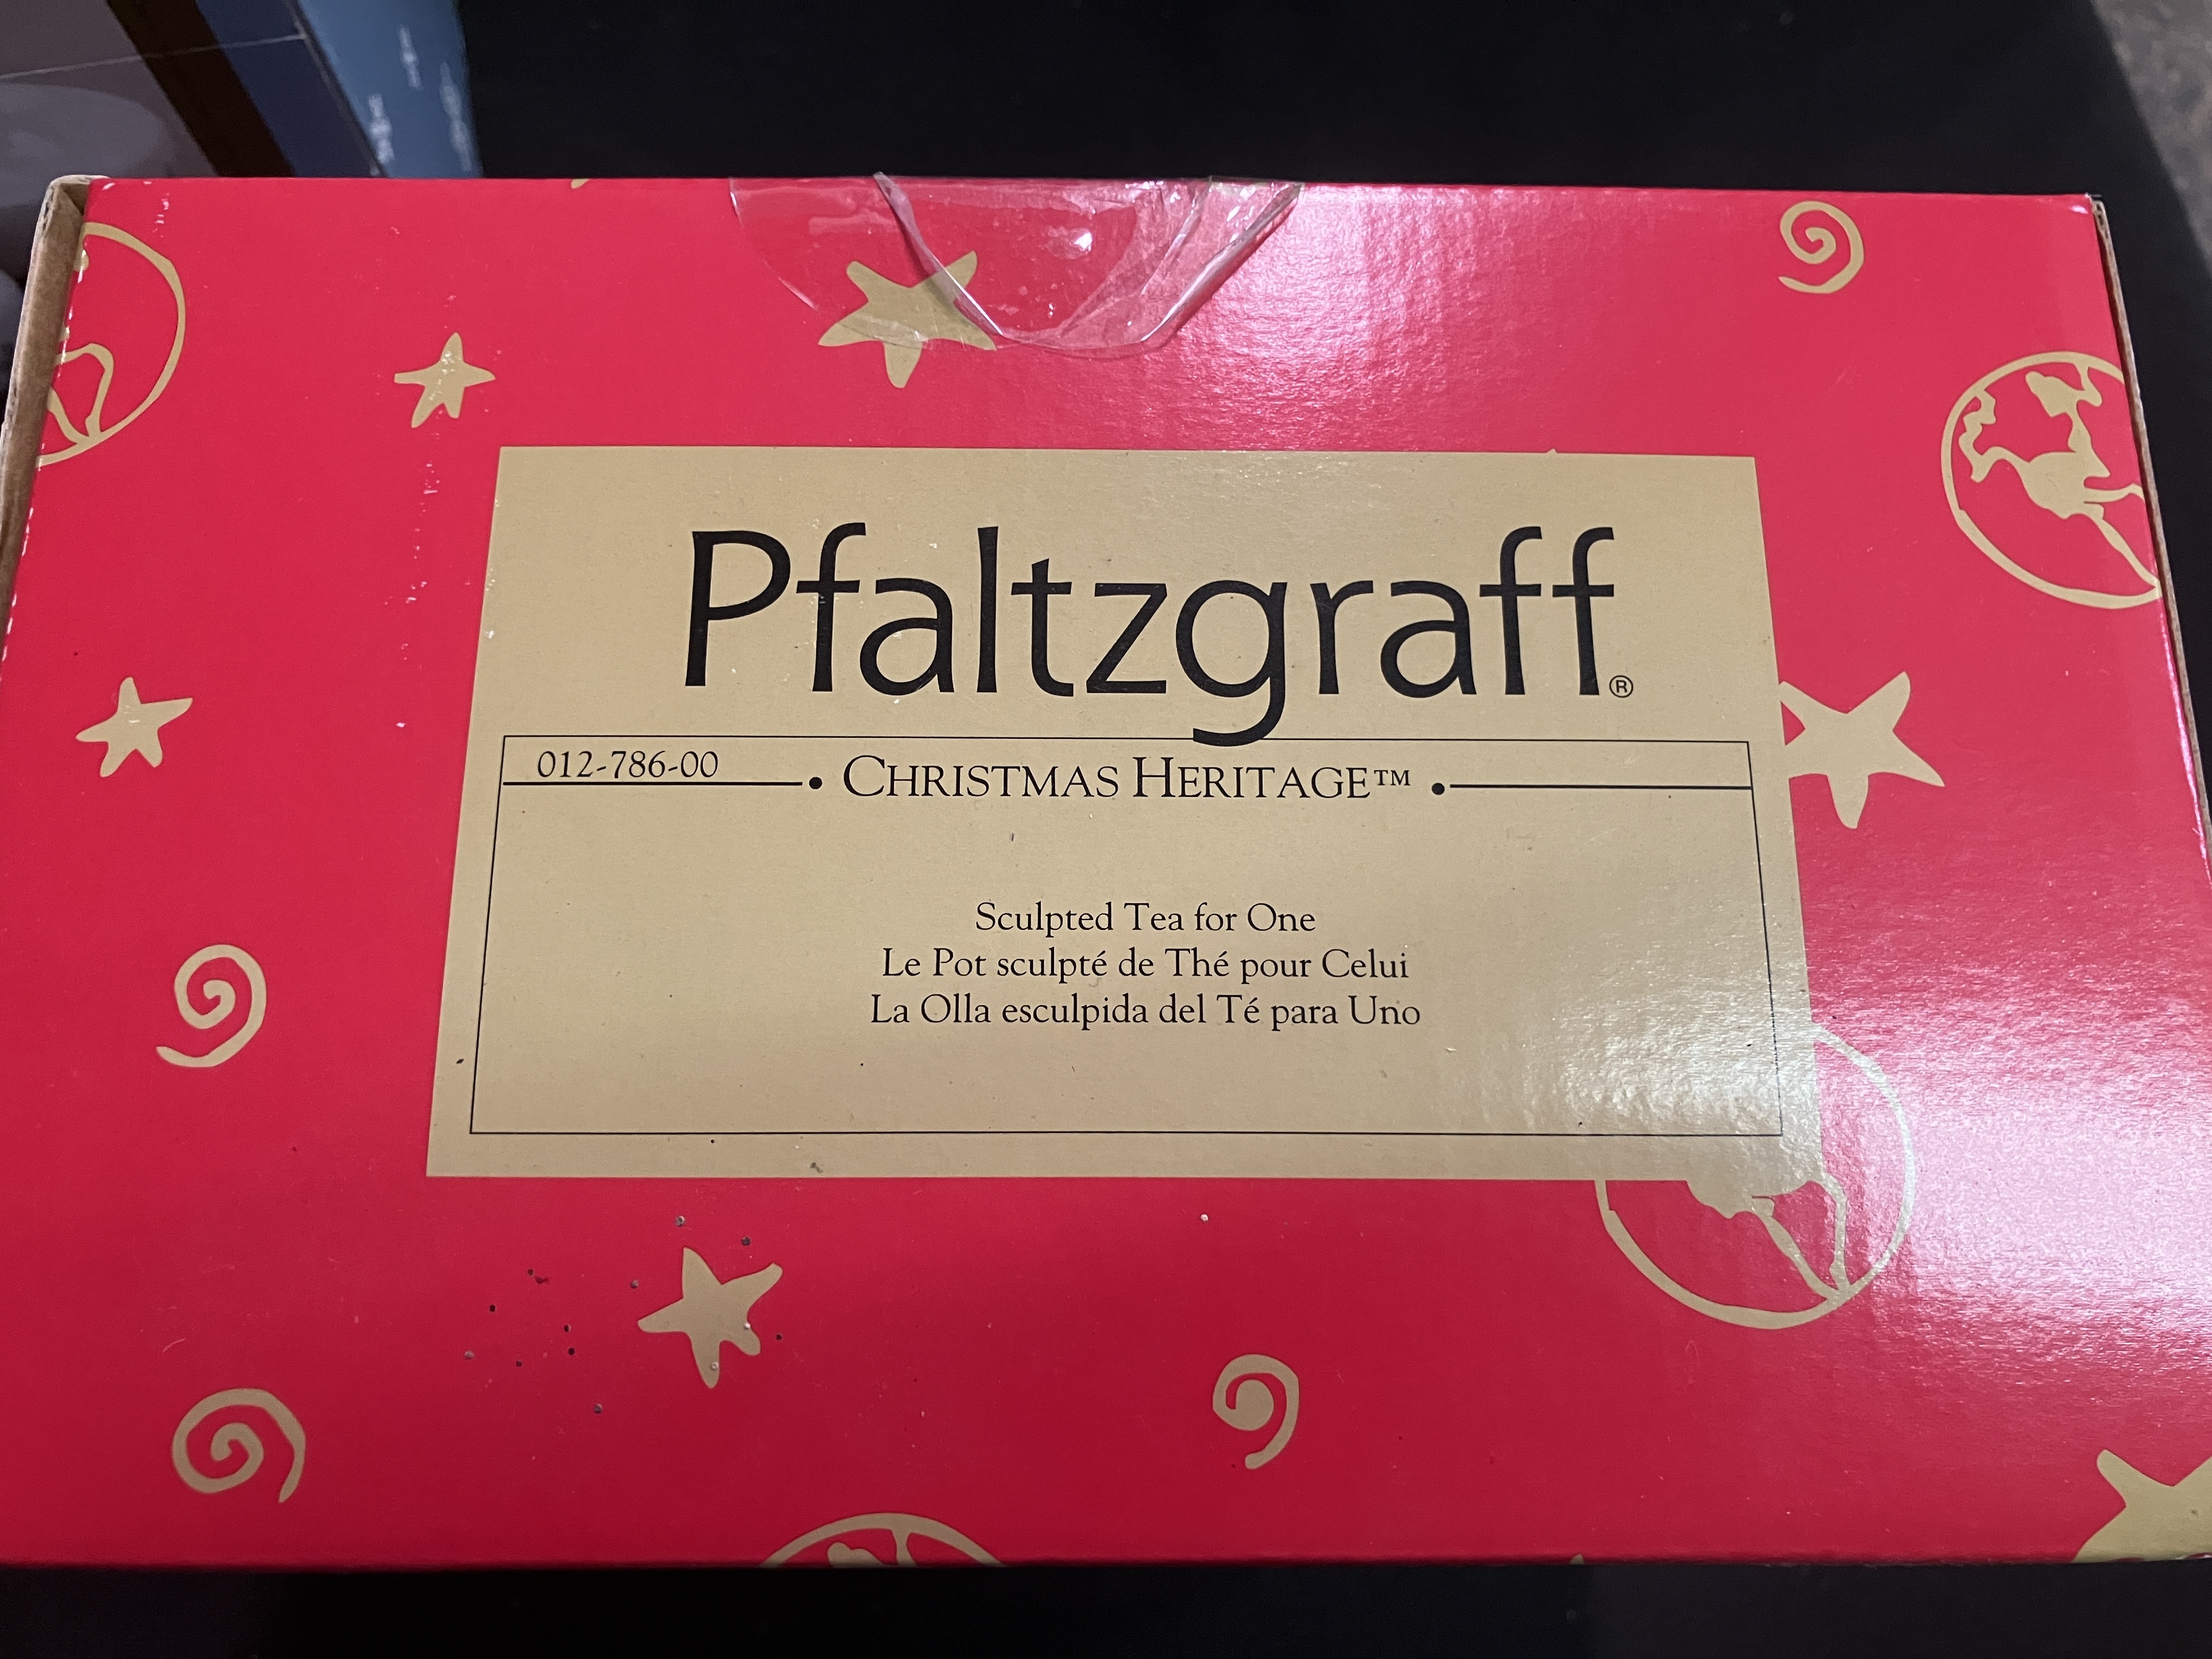 Pfaltzgraff®
012-786-00
• CHRISTMAS HERITAGE™ •
Sculpted Tea for One
Le Pot sculpté de Thé pour Celui
La Olla esculpida del Té para Uno